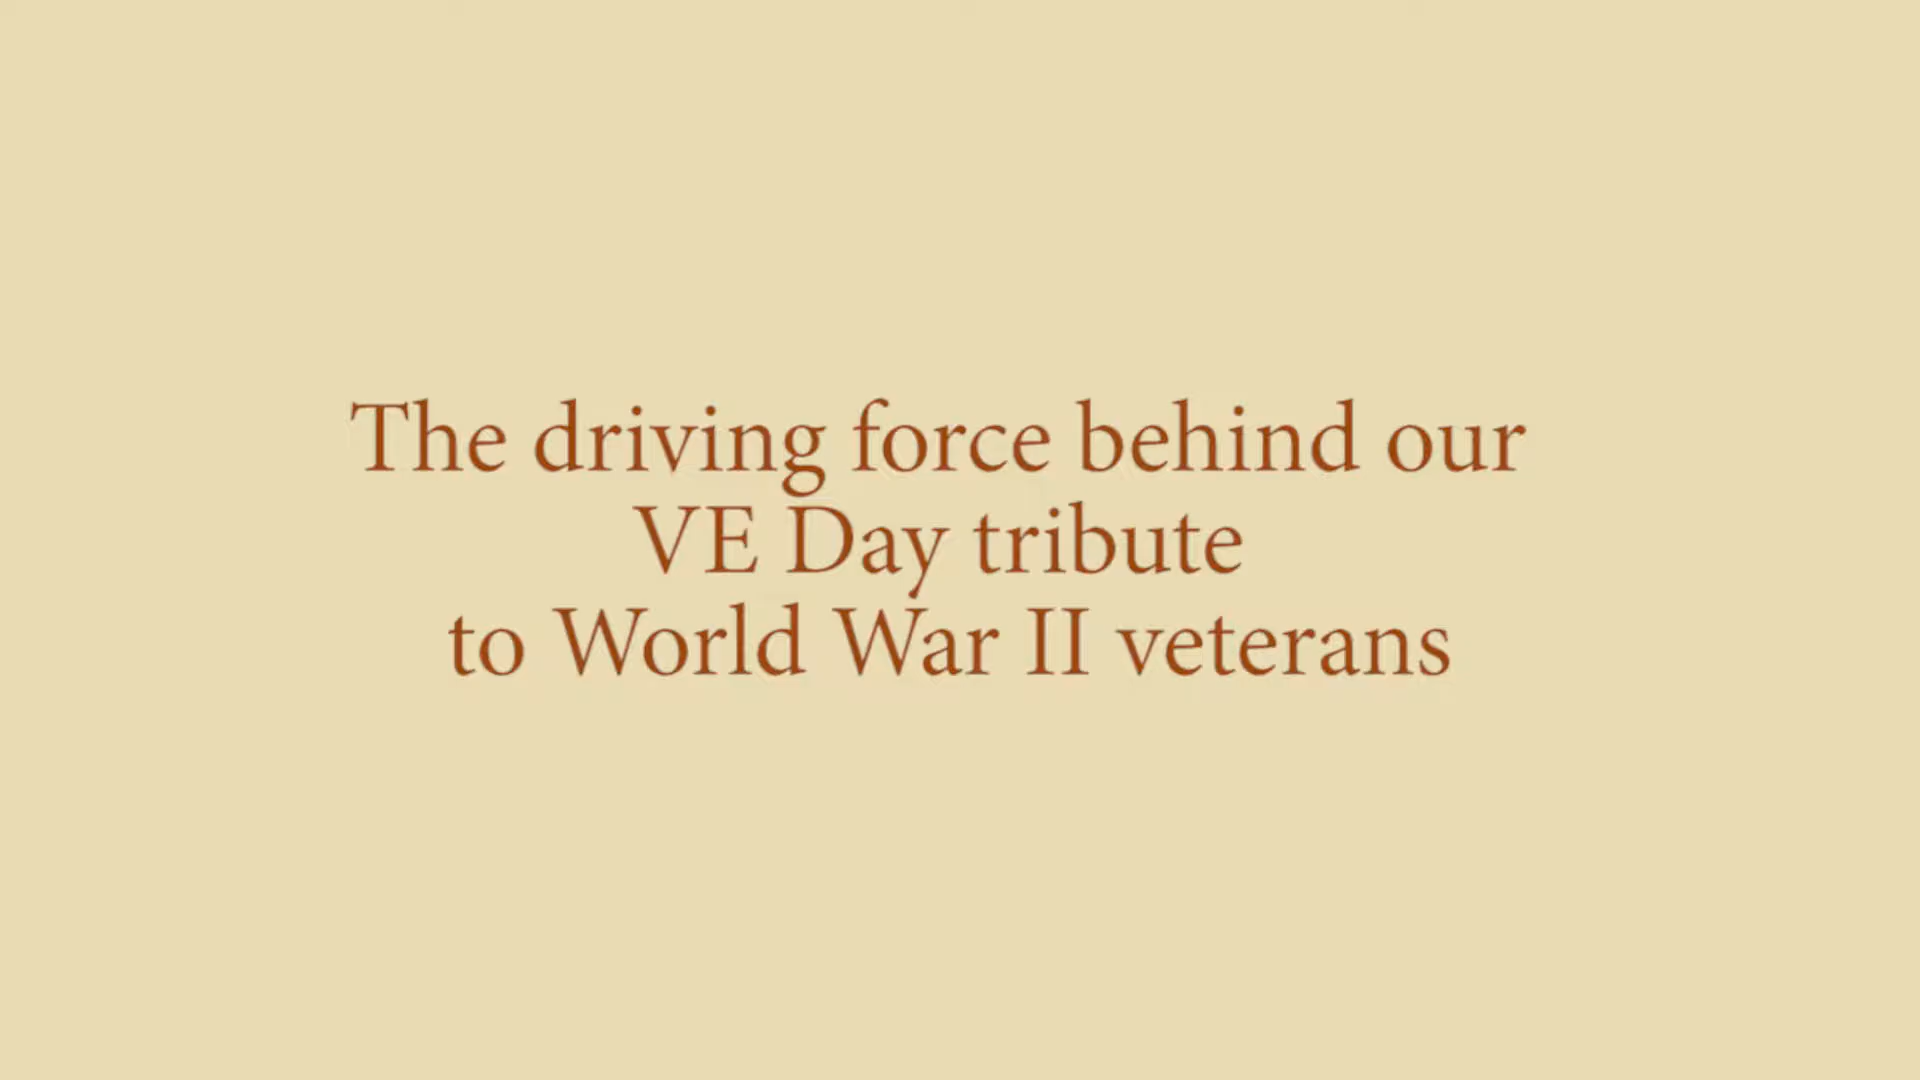 The driving force behind our
VE Day tribute
to World War II veterans